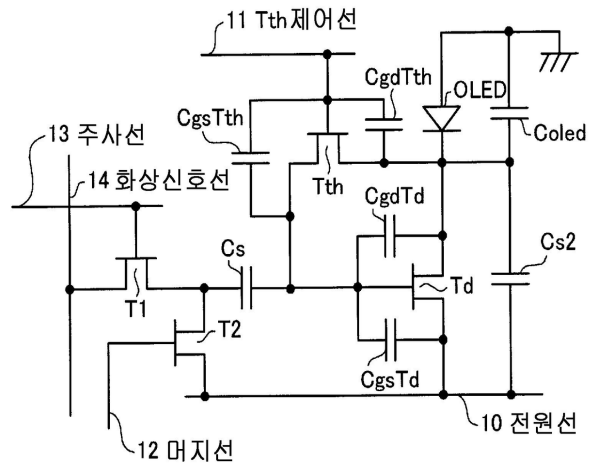 11 Tth제어선
CgdTth
OLED
CgsTth
Coled
13 주사선
14 화상신호선
Tth
CgdTd
Cs
Cs2
T1
Td
T2
CgsTd
10 전원선
12 머지선